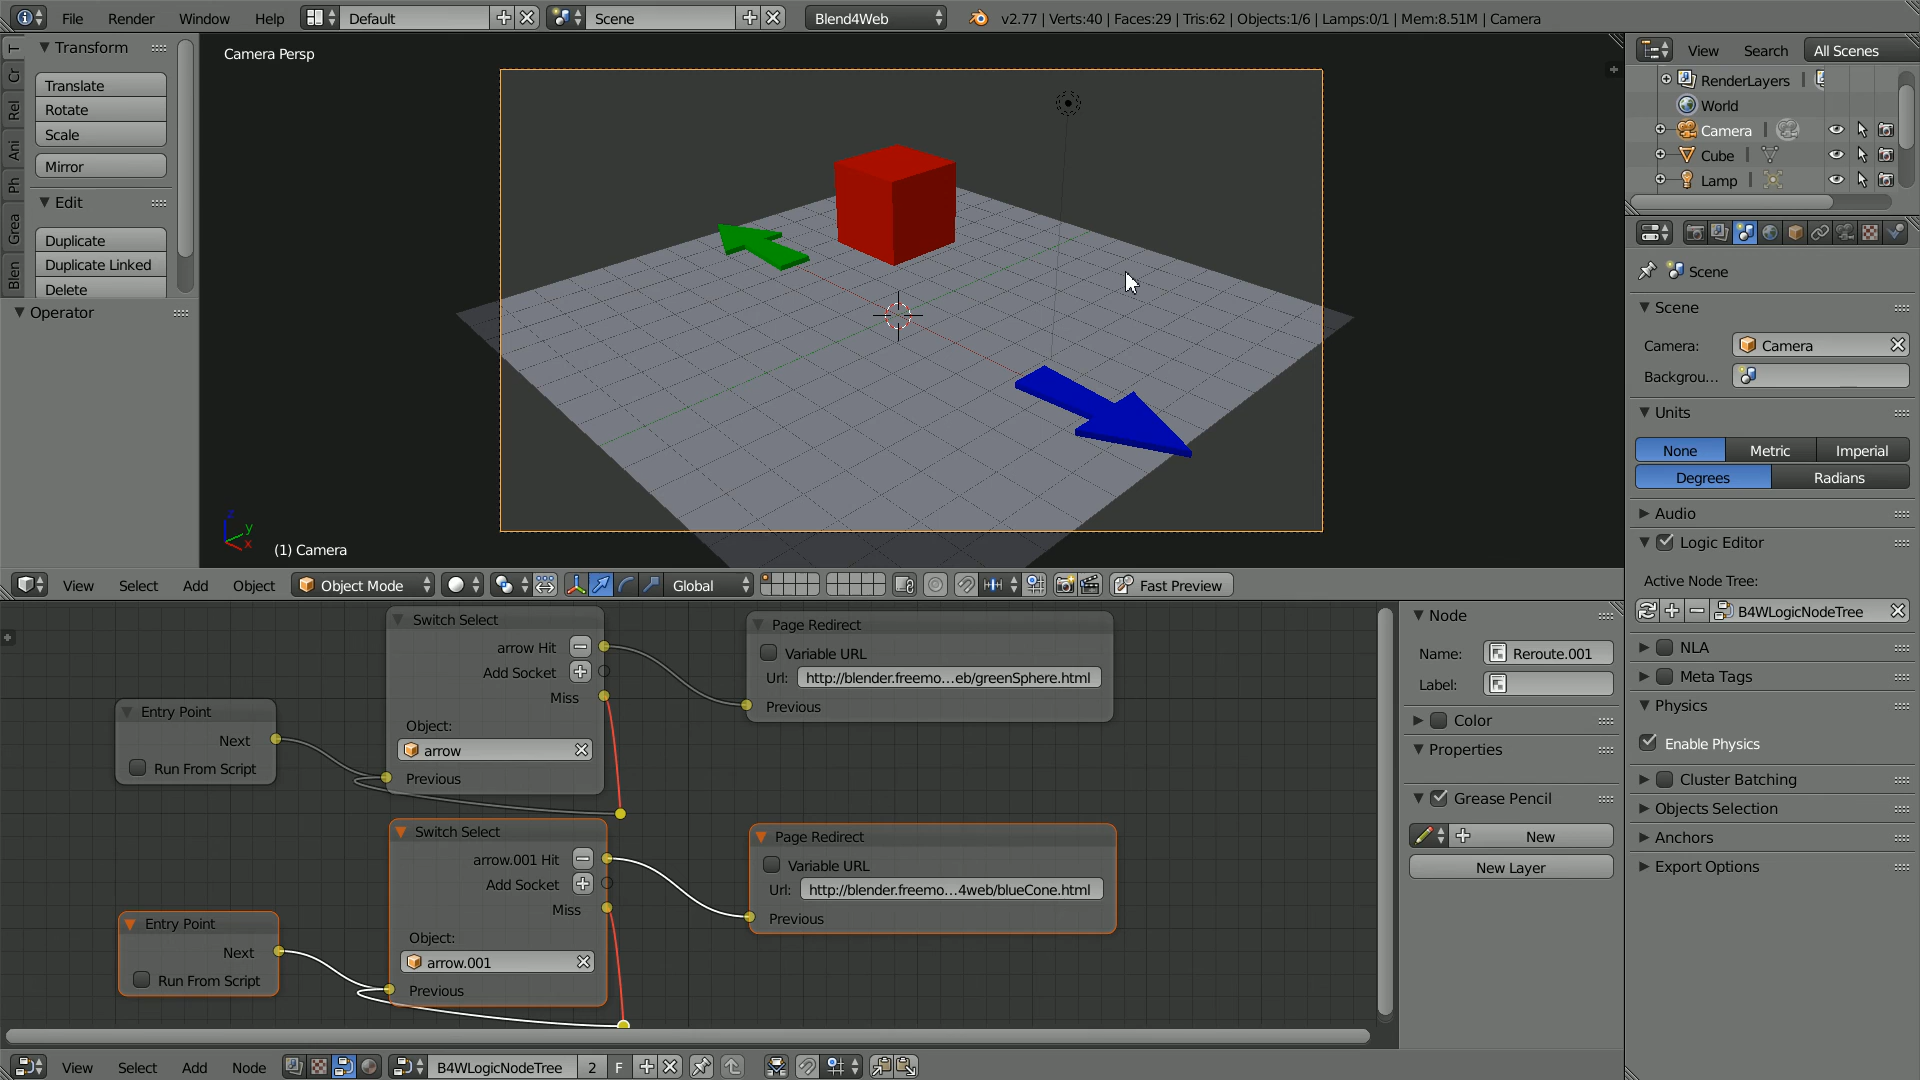 File Render Window Help Default Scene Blend4Web v2.77 | Verts:40 | Faces:29 | Tris:62 | Objects:1/6 | Lamps:0/1 | Mem:8.51M | Camera
T
Cr
Rel
Ani
Ph
Grea
Blen
Transform
Translate
Rotate
Scale
Mirror
Edit
Duplicate
Duplicate Linked
Delete
Operator
Camera Persp
z
y
x
(1) Camera
View Select Add Object Object Mode Global Fast Preview
Switch Select
arrow Hit
Add Socket
Miss
Object:
arrow
Previous
Page Redirect
Variable URL
Url: http://blender.freemo...eb/greenSphere.html
Previous
Entry Point
Next
Run From Script
Switch Select
arrow.001 Hit
Add Socket
Miss
Object:
arrow.001
Previous
Page Redirect
Variable URL
Url: http://blender.freemo...4web/blueCone.html
Previous
Entry Point
Next
Run From Script
Node
Name: Reroute.001
Label:
Color
Properties
Grease Pencil
New
New Layer
View Select Add Node B4WLogicNodeTree 2 F
View Search All Scenes
RenderLayers
World
Camera
Cube
Lamp
Scene
Scene
Camera: Camera
Backgrou...
Units
None Metric Imperial
Degrees Radians
Audio
Logic Editor
Active Node Tree:
B4WLogicNodeTree
NLA
Meta Tags
Physics
Enable Physics
Cluster Batching
Objects Selection
Anchors
Export Options